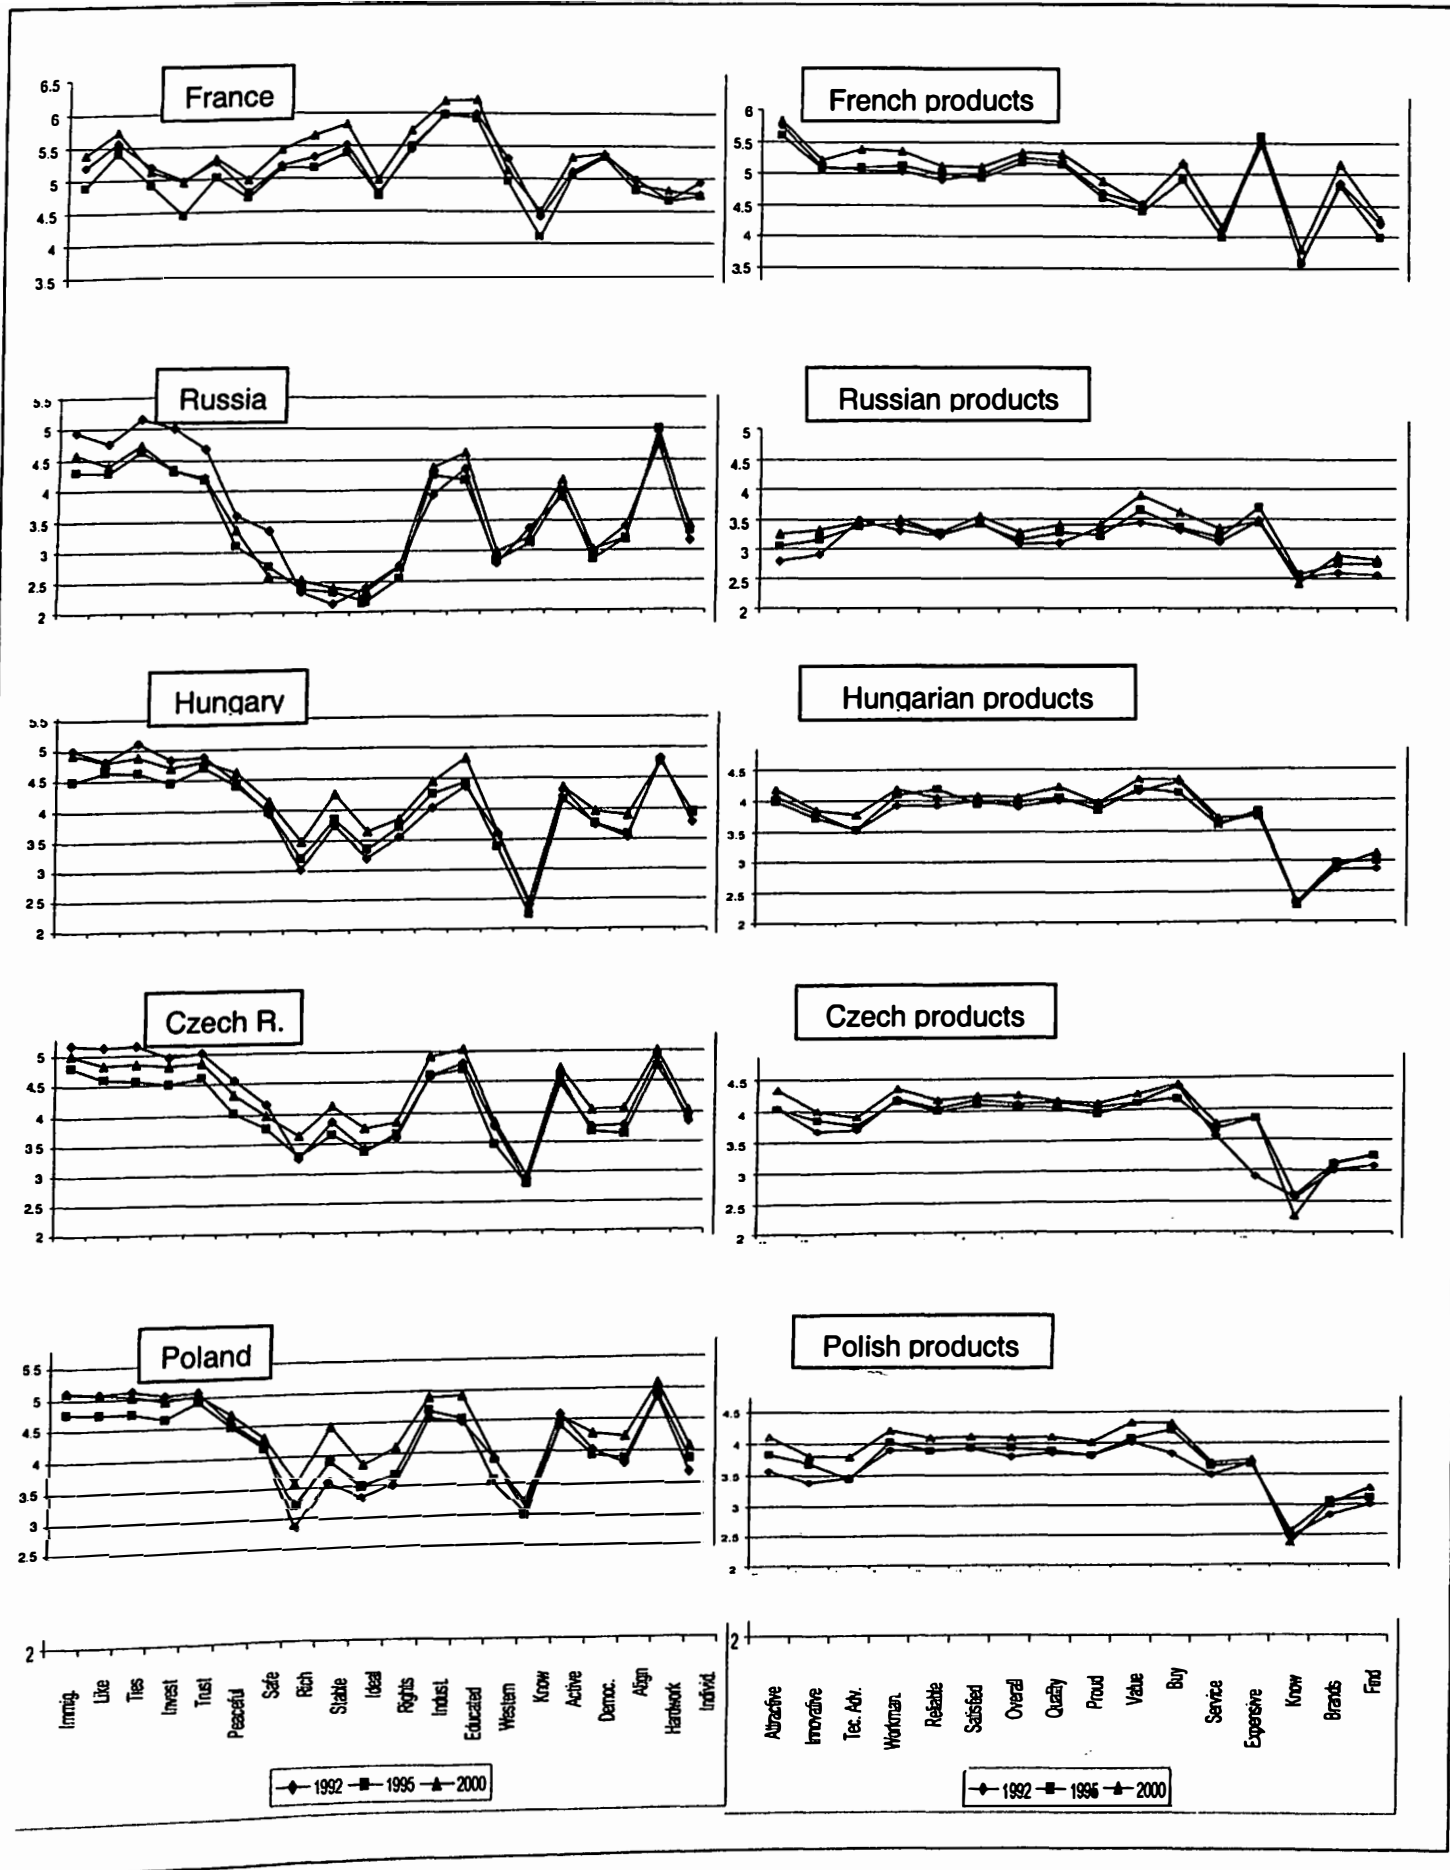 France
6.5
6
5.5
5
4.5
4
3.5
French products
6
5.5
5
4.5
4
3.5
Russia
5.5
5
4.5
4
3.5
3
2.5
2
Russian products
5
4.5
4
3.5
3
2.5
2
Hungary
5.5
5
4.5
4
3.5
3
2 5
2
Hungarian products
4.5
4
3.5
3
2.5
2
Czech R.
5
4.5
4
3.5
3
2.5
2
Czech products
4.5
4
3.5
3
2.5
2
Poland
5 5
5
4.5
4
3.5
3
2.5
Polish products
4.5
4
3.5
3
2.5
2
2
Immig.
Like
Ties
Invest
Trust
Peaceful
Safe
Rich
Stable
Ideal
Rights
Indust.
Educated
Western
Know
Active
Democ.
Align
Hardwork
Individ.
1992 1995 2000
2
Attractive
Innovative
Tec. Adv.
Workman.
Reliable
Satisfied
Overall
Quality
Proud
Value
Buy
Service
Expensive
Know
Brands
Find
1992 1995 2000